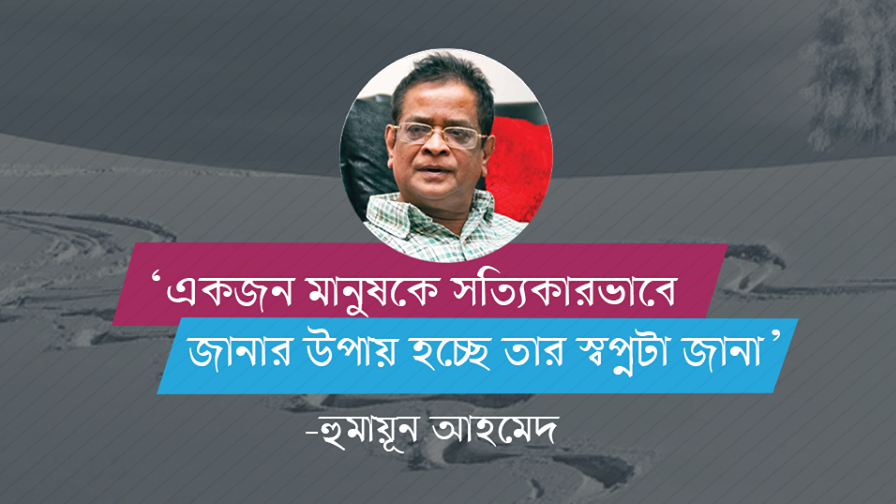 ‘একজন মানুষকে সত্যিকারভাবে
জানার উপায় হচ্ছে তার স্বপ্নটা জানা’
-হুমায়ূন আহমেদ